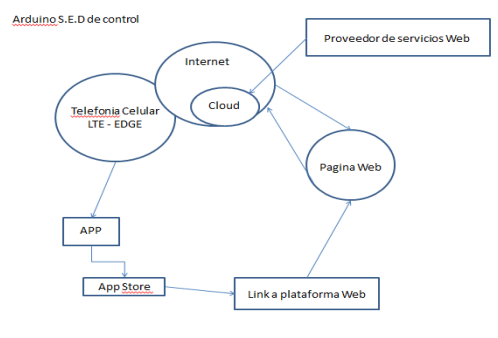 Arduino S.E.D de control
Proveedor de servicios Web
Internet
Cloud
Telefonia Celular
LTE - EDGE
Pagina Web
APP
App Store
Link a plataforma Web